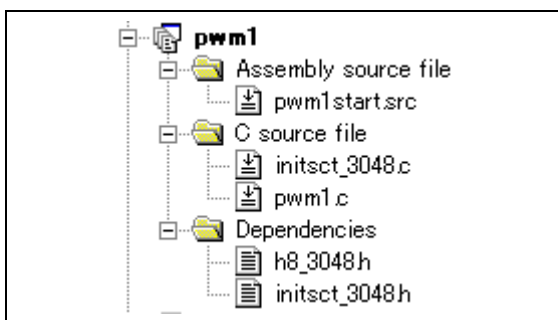 pwm1
Assembly source file
pwm1start.src
C source file
initsct_3048.c
pwm1.c
Dependencies
h8_3048.h
initsct_3048.h